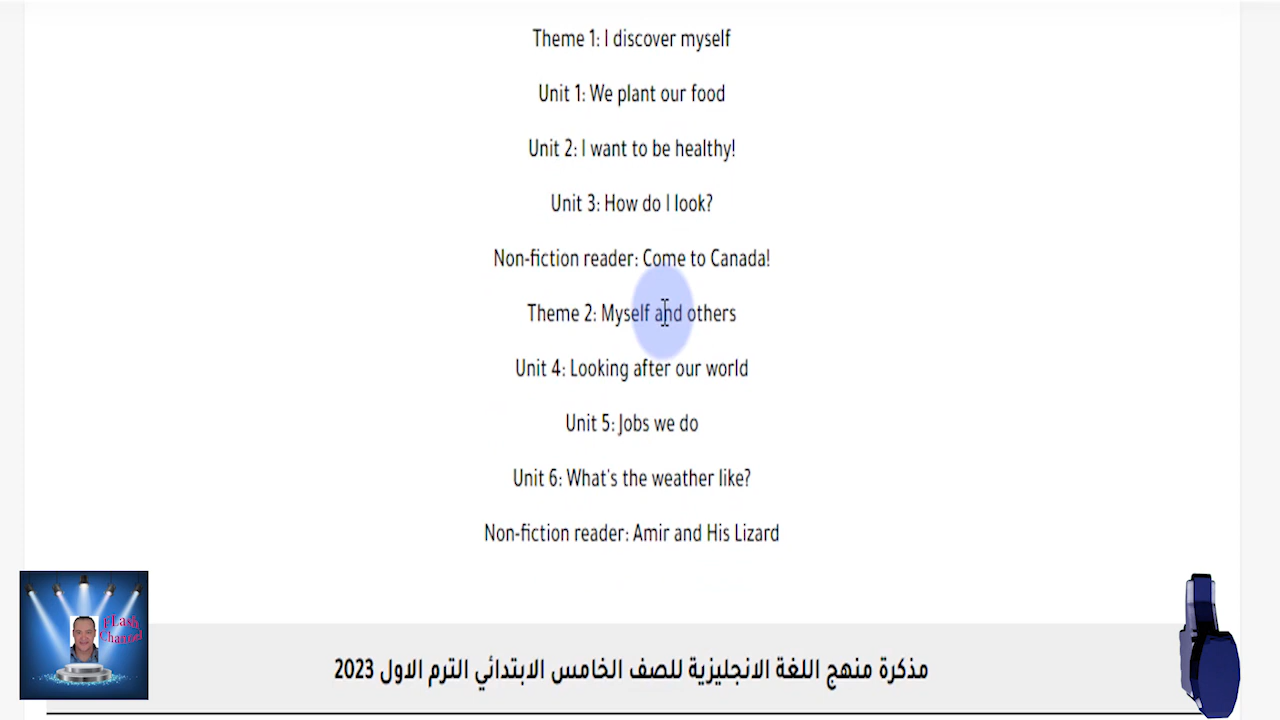 Theme 1: I discover myself
Unit 1: We plant our food
Unit 2: I want to be healthy!
Unit 3: How do I look?
Non-fiction reader: Come to Canada!
Theme 2: Myself and others
Unit 4: Looking after our world
Unit 5: Jobs we do
Unit 6: What's the weather like?
Non-fiction reader: Amir and His Lizard
fLash
Channel
مذكرة منهج اللغة الانجليزية للصف الخامس الابتدائي الترم الاول 2023